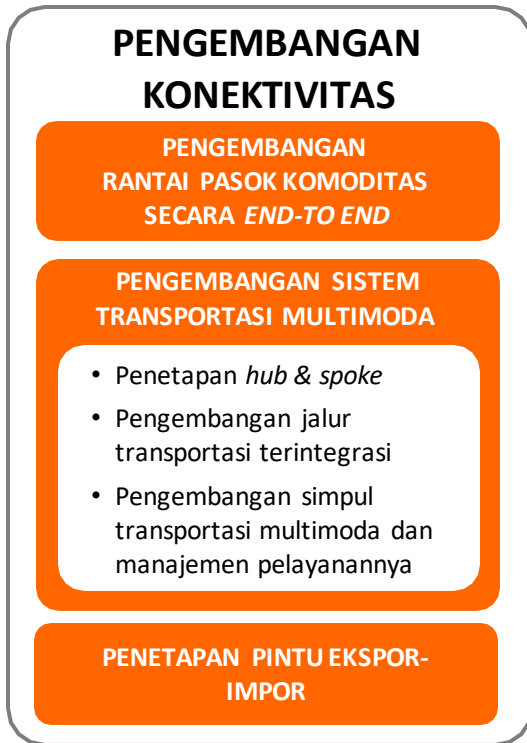 PENGEMBANGAN
KONEKTIVITAS
PENGEMBANGAN
RANTAI PASOK KOMODITAS
SECARA END-TO END
PENGEMBANGAN SISTEM
TRANSPORTASI MULTIMODA
• Penetapan hub & spoke
• Pengembangan jalur
transportasi terintegrasi
• Pengembangan simpul
transportasi multimoda dan
manajemen pelayanannya
PENETAPAN PINTU EKSPOR-
IMPOR